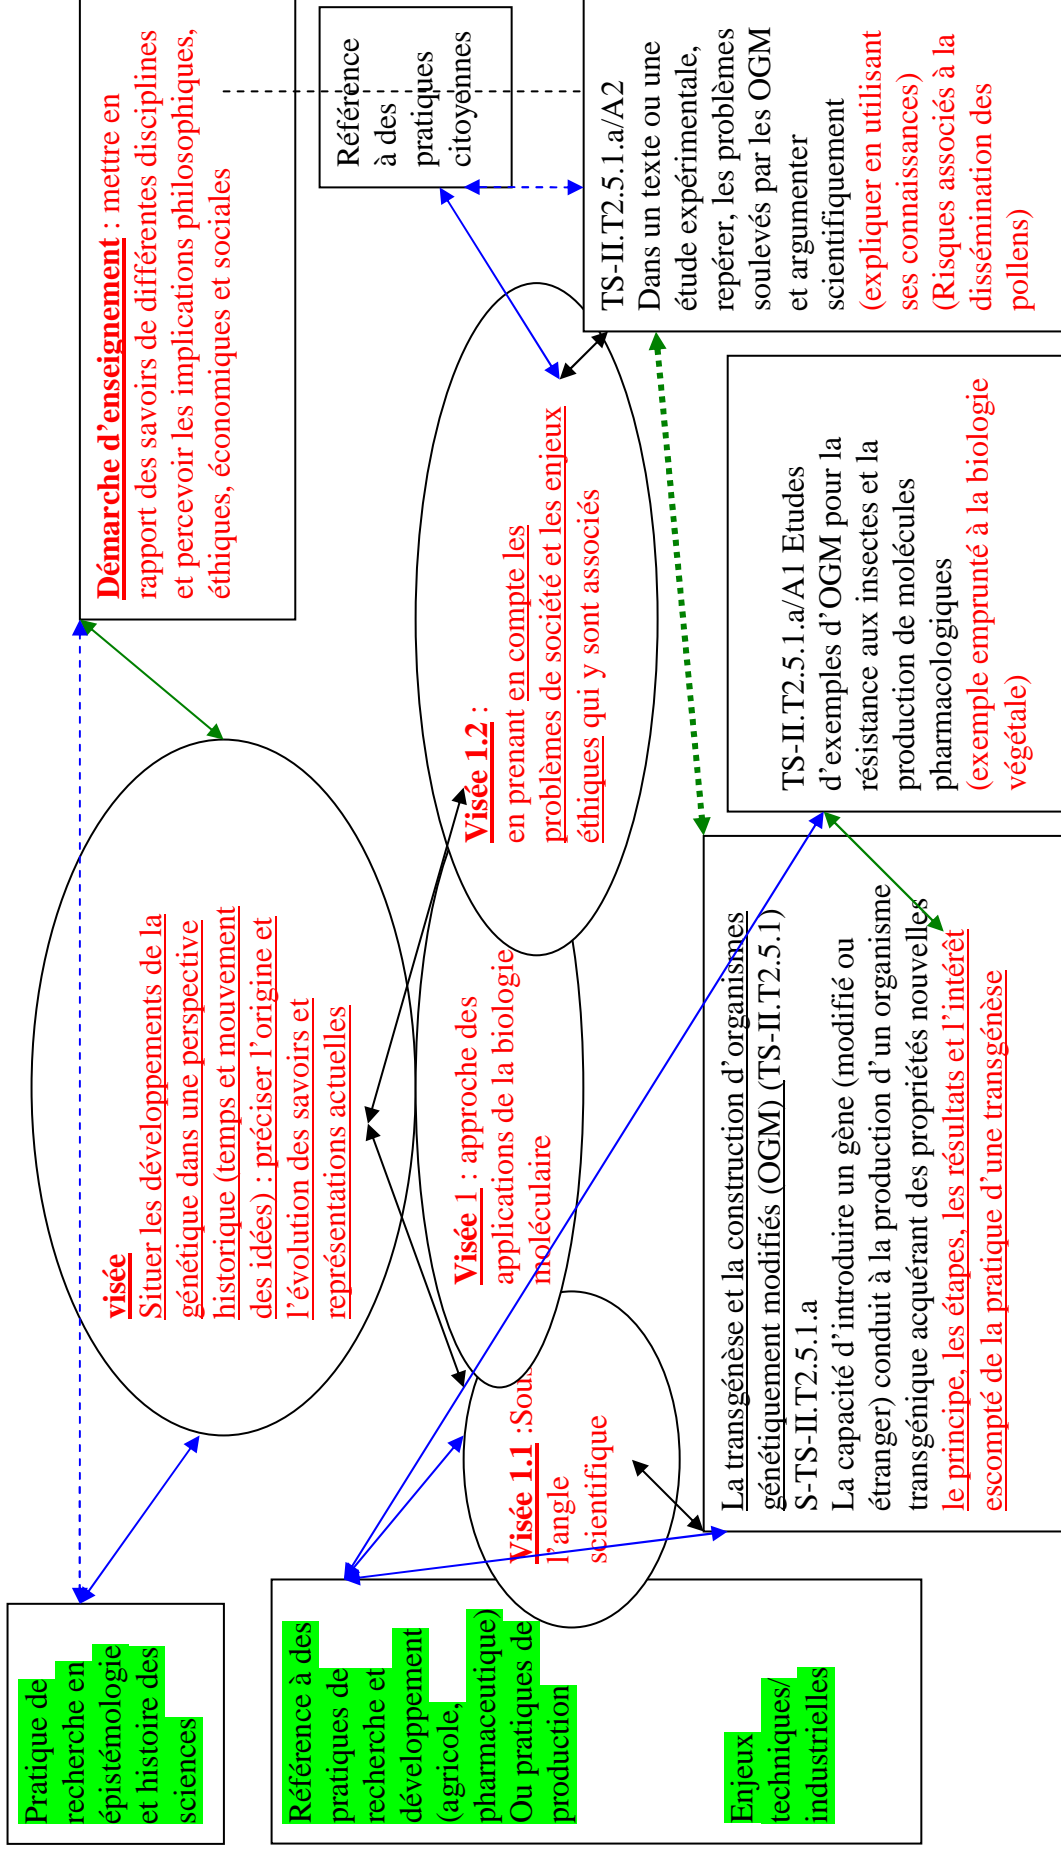 Pratique de
recherche en
épistémologie
et histoire des
sciences
visée
Situer les développements de la
génétique dans une perspective
historique (temps et mouvement
des idées) : préciser l'origine et
l'évolution des savoirs et
représentations actuelles
Démarche d'enseignement : mettre en
rapport des savoirs de différentes disciplines
et percevoir les implications philosophiques,
éthiques, économiques et sociales
Référence à des
pratiques de
recherche et
développement
(agricole,
pharmaceutique)
Ou pratiques de
production
Enjeux
techniques/
industrielles
Visée 1.1 :Sous
l'angle
scientifique
Visée 1 : approche des
applications de la biologie
moléculaire
Visée 1.2 :
en prenant en compte les
problèmes de société et les enjeux
éthiques qui y sont associés
Référence
à des
pratiques
citoyennes
La transgénèse et la construction d'organismes
génétiquement modifiés (OGM) (TS-II.T2.5.1)
S-TS-II.T2.5.1.a
La capacité d'introduire un gène (modifié ou
étranger) conduit à la production d'un organisme
transgénique acquérant des propriétés nouvelles
le principe, les étapes, les résultats et l'intérêt
escompté de la pratique d'une transgénèse
TS-II.T2.5.1.a/A1 Etudes
d'exemples d'OGM pour la
résistance aux insectes et la
production de molécules
pharmacologiques
(exemple emprunté à la biologie
végétale)
TS-II.T2.5.1.a/A2
Dans un texte ou une
étude expérimentale,
repérer, les problèmes
soulevés par les OGM
et argumenter
scientifiquement
(expliquer en utilisant
ses connaissances)
(Risques associés à la
dissémination des
pollens)